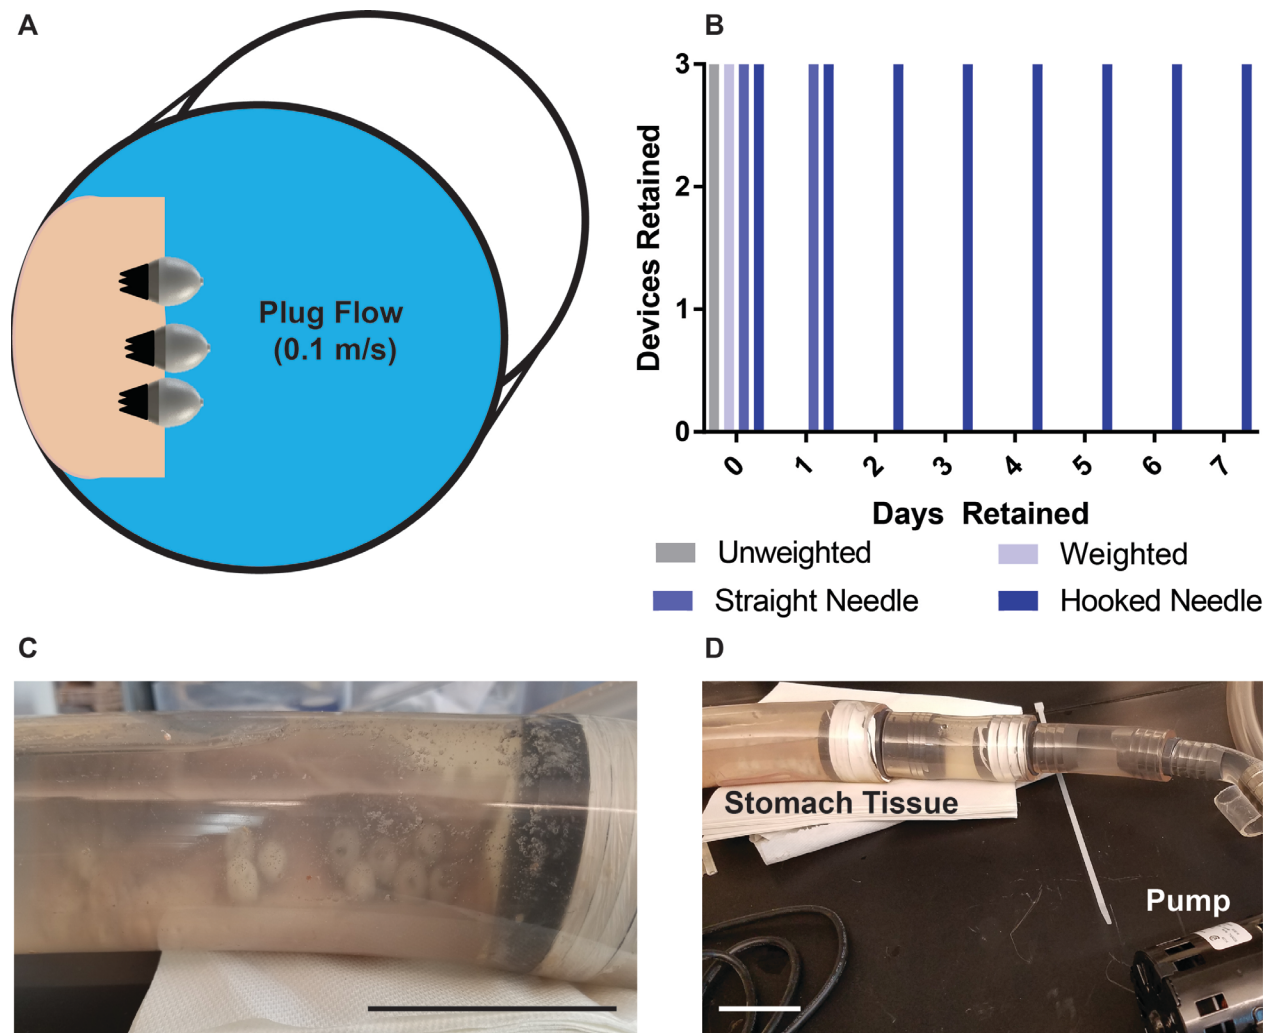 A
Plug Flow
(0.1 m/s)
B
Devices Retained
3
2
1
0
0 1 2 3 4 5 6 7
Days Retained
Unweighted
Weighted
Straight Needle
Hooked Needle
C
D
Stomach Tissue
Pump